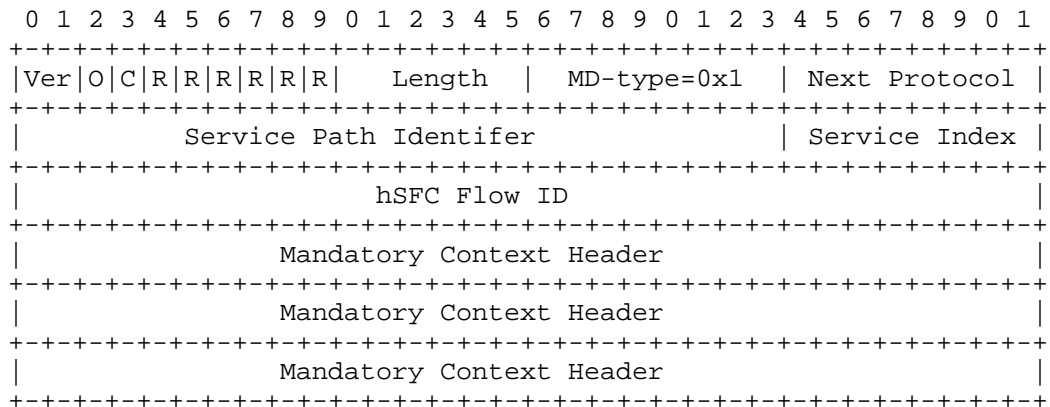 0 1 2 3 4 5 6 7 8 9 0 1 2 3 4 5 6 7 8 9 0 1 2 3 4 5 6 7 8 9 0 1
+-+-+-+-+-+-+-+-+-+-+-+-+-+-+-+-+-+-+-+-+-+-+-+-+-+-+-+-+-+-+-+-+
|Ver|O|C|R|R|R|R|R|R|   Length  |  MD-type=0x1  | Next Protocol |
+-+-+-+-+-+-+-+-+-+-+-+-+-+-+-+-+-+-+-+-+-+-+-+-+-+-+-+-+-+-+-+-+
|          Service Path Identifer               | Service Index |
+-+-+-+-+-+-+-+-+-+-+-+-+-+-+-+-+-+-+-+-+-+-+-+-+-+-+-+-+-+-+-+-+
|                      hSFC Flow ID                             |
+-+-+-+-+-+-+-+-+-+-+-+-+-+-+-+-+-+-+-+-+-+-+-+-+-+-+-+-+-+-+-+-+
|                Mandatory Context Header                       |
+-+-+-+-+-+-+-+-+-+-+-+-+-+-+-+-+-+-+-+-+-+-+-+-+-+-+-+-+-+-+-+-+
|                Mandatory Context Header                       |
+-+-+-+-+-+-+-+-+-+-+-+-+-+-+-+-+-+-+-+-+-+-+-+-+-+-+-+-+-+-+-+-+
|                Mandatory Context Header                       |
+-+-+-+-+-+-+-+-+-+-+-+-+-+-+-+-+-+-+-+-+-+-+-+-+-+-+-+-+-+-+-+-+